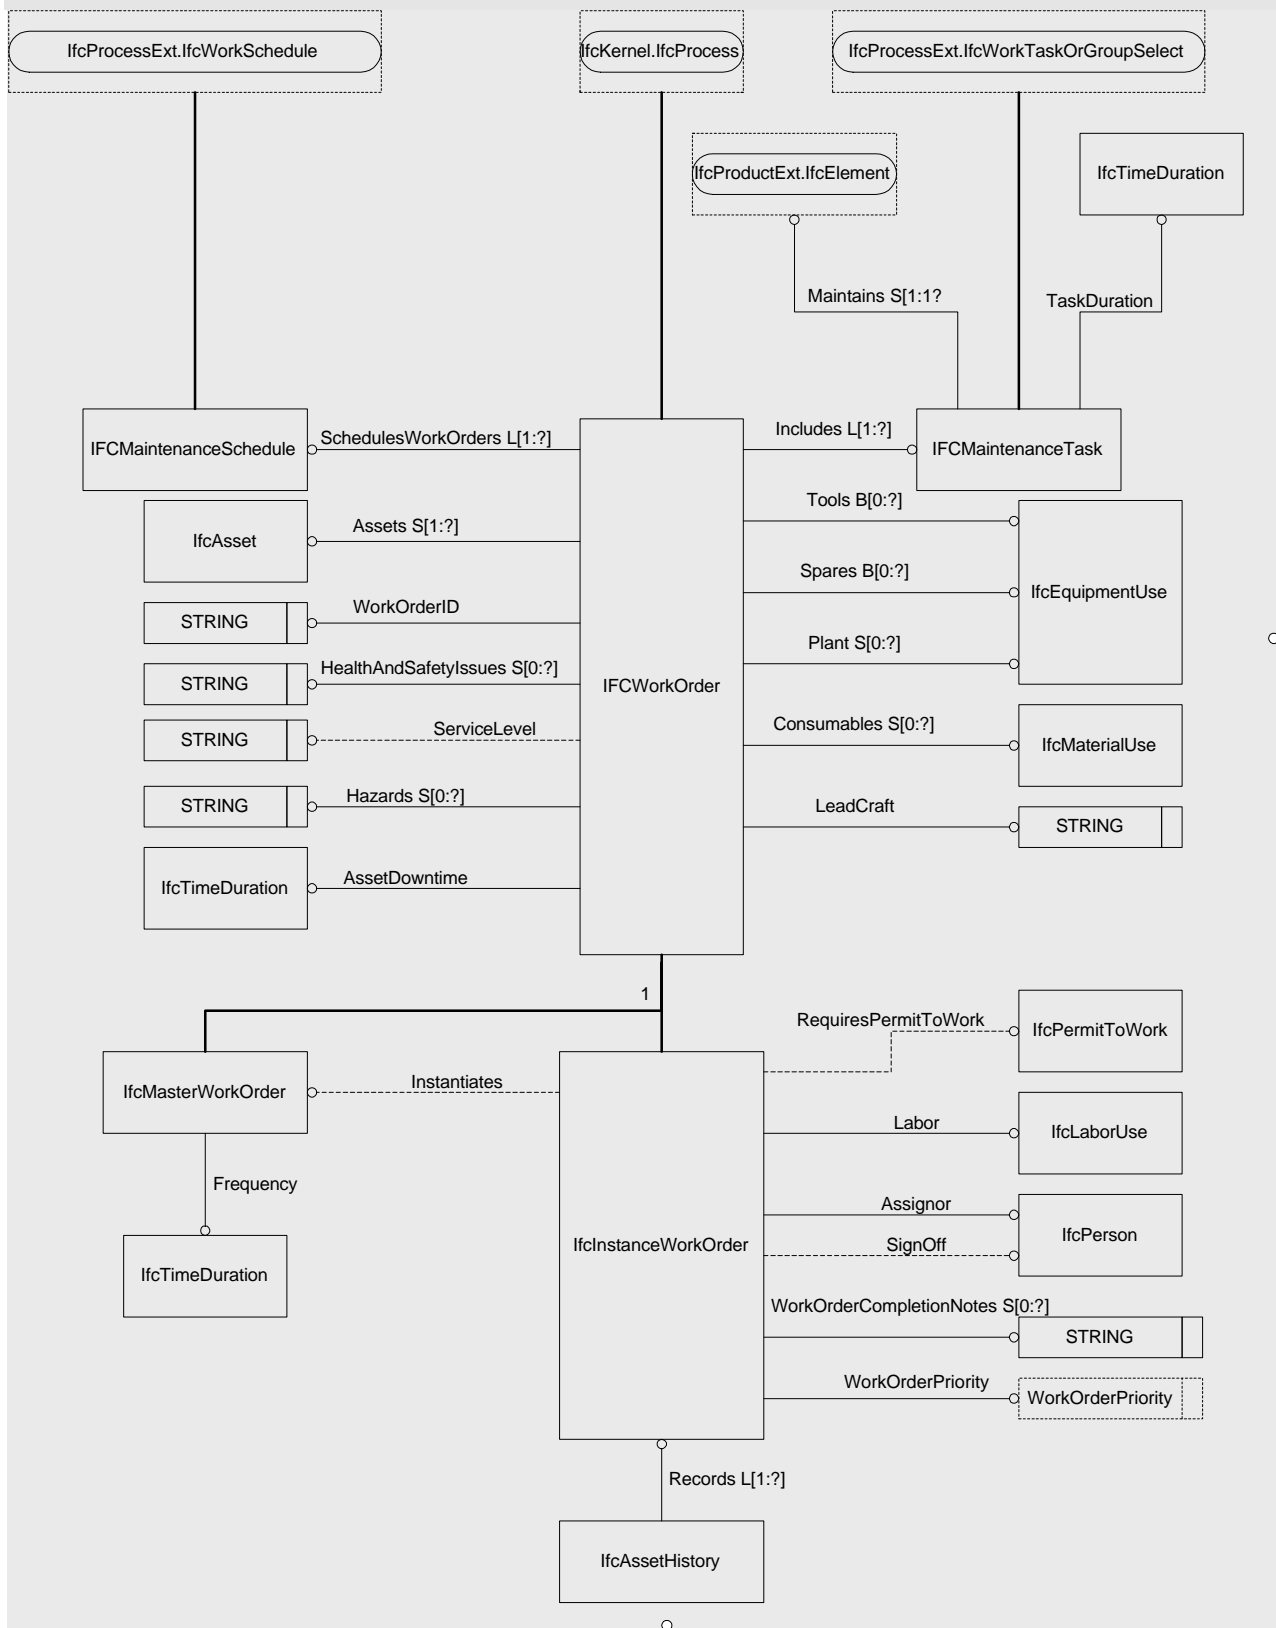 IfcProcessExt.IfcWorkSchedule
IfcKernel.IfcProcess
IfcProcessExt.IfcWorkTaskOrGroupSelect
IfcProductExt.IfcElement
IfcTimeDuration
Maintains S[1:1?
TaskDuration
IFCMaintenanceSchedule
SchedulesWorkOrders L[1:?]
Includes L[1:?]
IFCMaintenanceTask
IfcAsset
Assets S[1:?]
Tools B[0:?]
Spares B[0:?]
IfcEquipmentUse
STRING
WorkOrderID
Plant S[0:?]
STRING
HealthAndSafetyIssues S[0:?]
IFCWorkOrder
STRING
ServiceLevel
Consumables S[0:?]
IfcMaterialUse
STRING
Hazards S[0:?]
LeadCraft
STRING
IfcTimeDuration
AssetDowntime
1
RequiresPermitToWork
IfcPermitToWork
IfcMasterWorkOrder
Instantiates
Labor
IfcLaborUse
Frequency
Assignor
IfcPerson
SignOff
IfcInstanceWorkOrder
IfcTimeDuration
WorkOrderCompletionNotes S[0:?]
STRING
WorkOrderPriority
WorkOrderPriority
Records L[1:?]
IfcAssetHistory